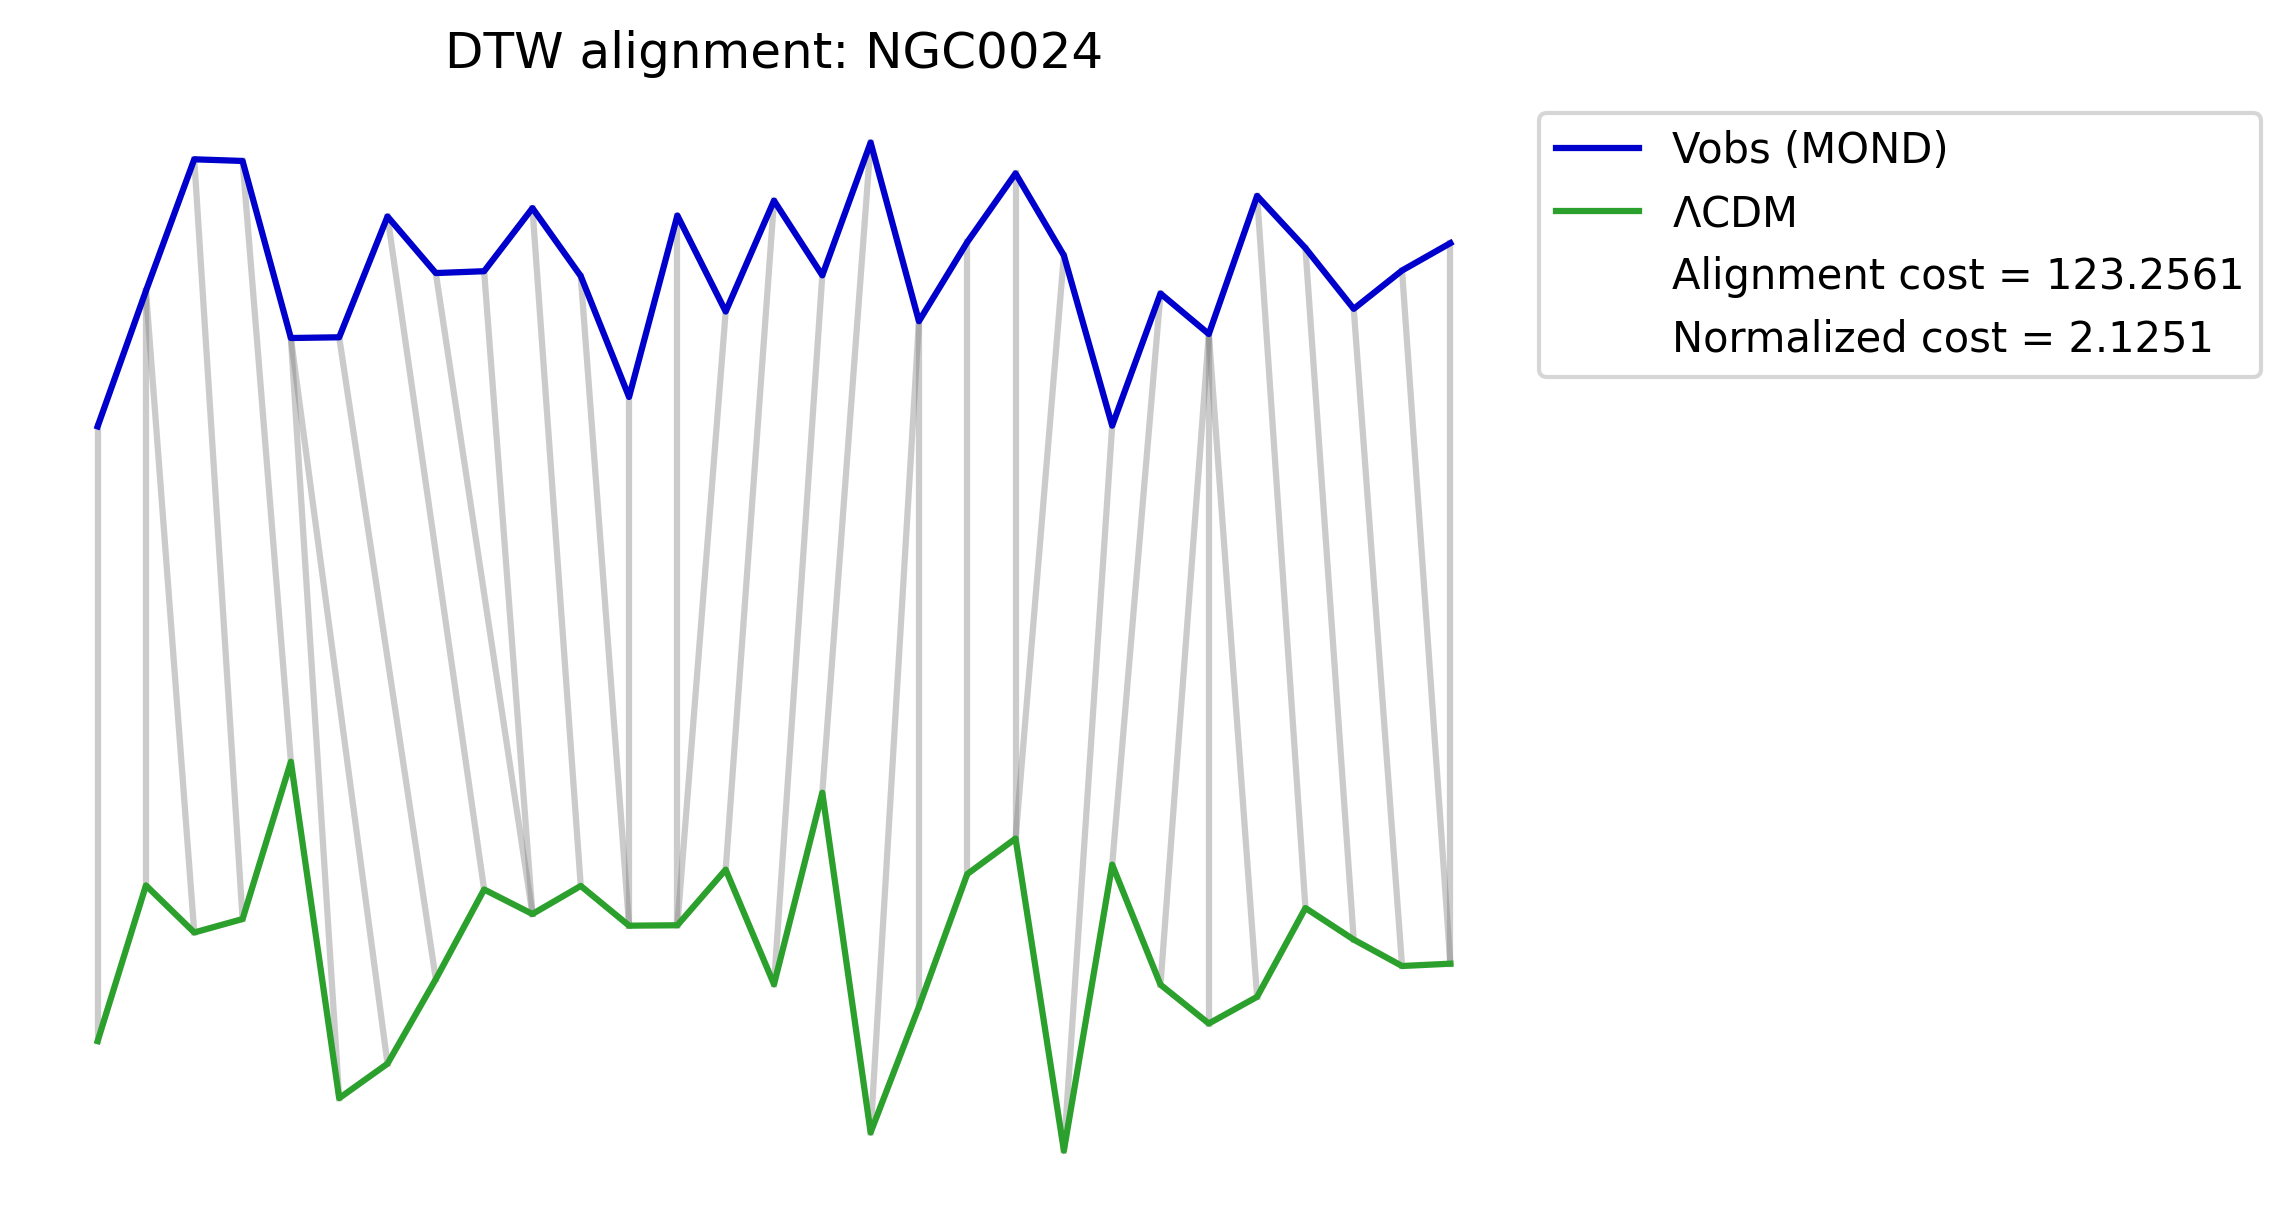 DTW alignment: NGC0024
Vobs (MOND)
ΛCDM
Alignment cost = 123.2561
Normalized cost = 2.1251